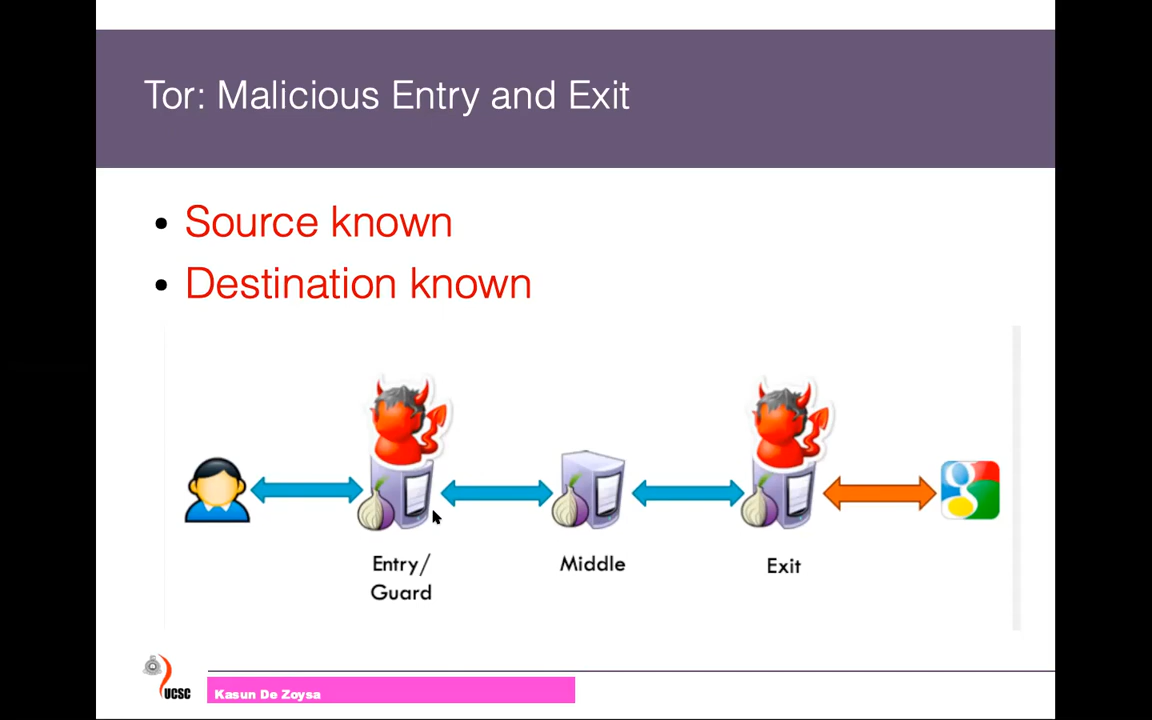 Tor: Malicious Entry and Exit
• Source known
• Destination known
Entry/
Guard
Middle
Exit
UCSC
Kasun De Zoysa